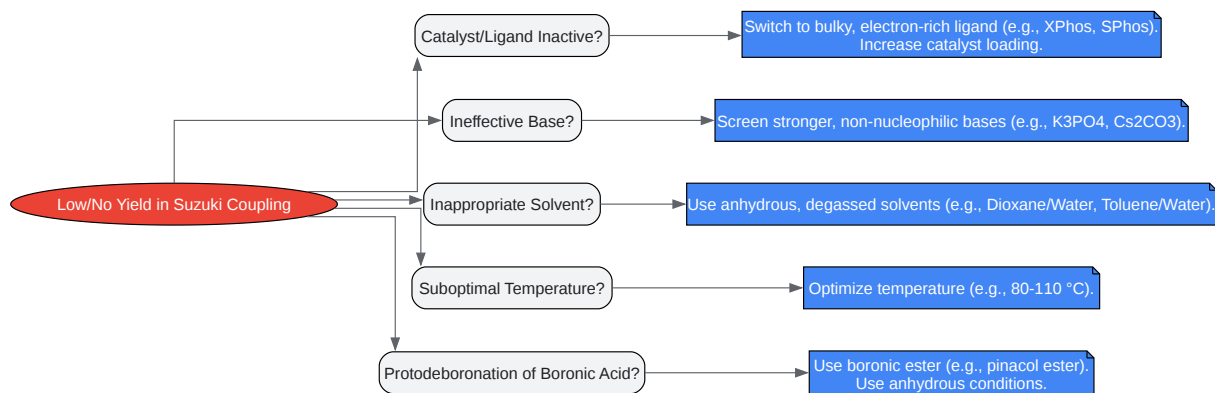 Catalyst/Ligand Inactive?
Switch to bulky, electron-rich ligand (e.g., XPhos, SPhos).
Increase catalyst loading.
Ineffective Base?
Screen stronger, non-nucleophilic bases (e.g., K3PO4, Cs2CO3).
Low/No Yield in Suzuki Coupling
Inappropriate Solvent?
Use anhydrous, degassed solvents (e.g., Dioxane/Water, Toluene/Water).
Suboptimal Temperature?
Optimize temperature (e.g., 80-110 °C).
Protodeboronation of Boronic Acid?
Use boronic ester (e.g., pinacol ester).
Use anhydrous conditions.